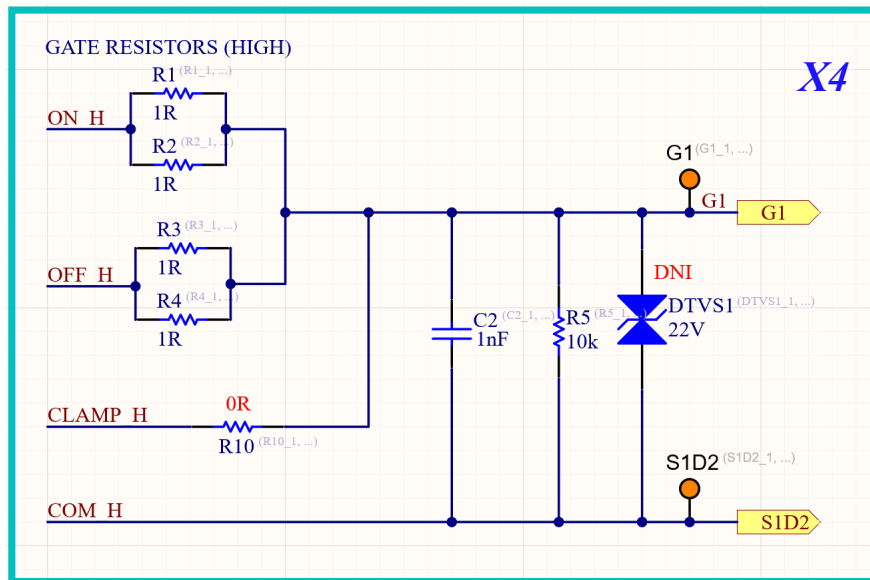 GATE RESISTORS (HIGH)
X4
R1 (R1_1, ...)
ON_H
1R
R2 (R2_1, ...)
1R
G1 (G1_1, ...)
G1
G1
R3 (R3_1, ...)
OFF_H
1R
R4 (R4_1, ...)
1R
DNI
DTVS1 (DTVS1_1, ...)
22V
C2 (C2_1, ...)
1nF
R5 (R5_1, ...)
10k
0R
CLAMP_H
R10 (R10_1, ...)
S1D2 (S1D2_1, ...)
COM_H
S1D2